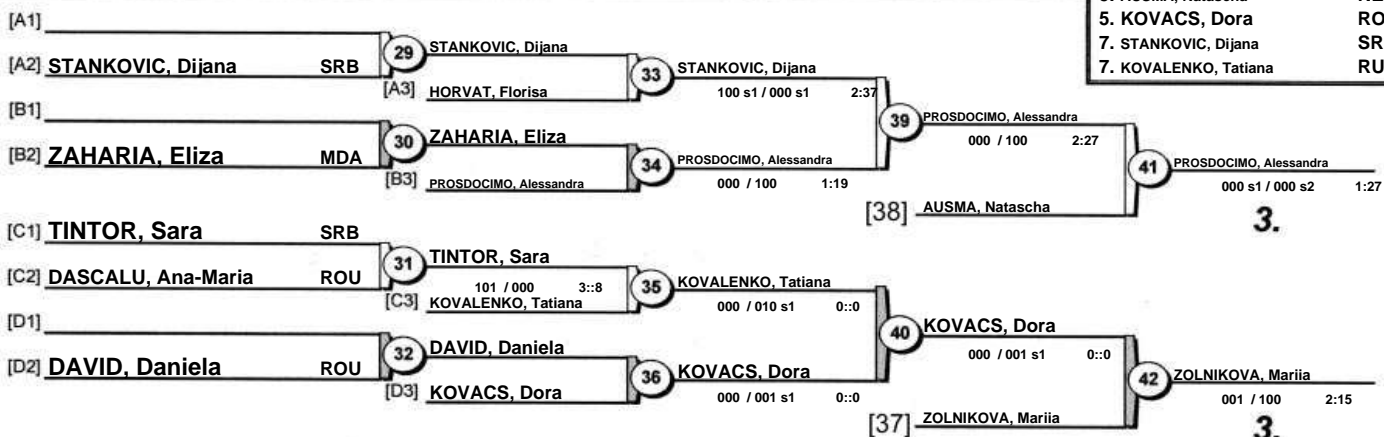 5. KOVACS, Dora RO
7. STANKOVIC, Dijana SR
7. KOVALENKO, Tatiana RU
[A1]
29 STANKOVIC, Dijana
[A2] STANKOVIC, Dijana SRB
33 STANKOVIC, Dijana
[A3] HORVAT, Florisa
100 s1 / 000 s1 2:37
[B1]
39 PROSDOCIMO, Alessandra
30 ZAHARIA, Eliza
000 / 100 2:27
[B2] ZAHARIA, Eliza MDA
34 PROSDOCIMO, Alessandra
41 PROSDOCIMO, Alessandra
[B3] PROSDOCIMO, Alessandra
000 / 100 1:19
000 s1 / 000 s2 1:27
[38] AUSMA, Natascha
3.
[C1] TINTOR, Sara SRB
31 TINTOR, Sara
[C2] DASCALU, Ana-Maria ROU
101 / 000 3::8
35 KOVALENKO, Tatiana
[C3] KOVALENKO, Tatiana
000 / 010 s1 0::0
[D1]
40 KOVACS, Dora
32 DAVID, Daniela
000 / 001 s1 0::0
[D2] DAVID, Daniela ROU
36 KOVACS, Dora
42 ZOLNIKOVA, Mariia
[D3] KOVACS, Dora
000 / 001 s1 0::0
001 / 100 2:15
[37] ZOLNIKOVA, Mariia
3.